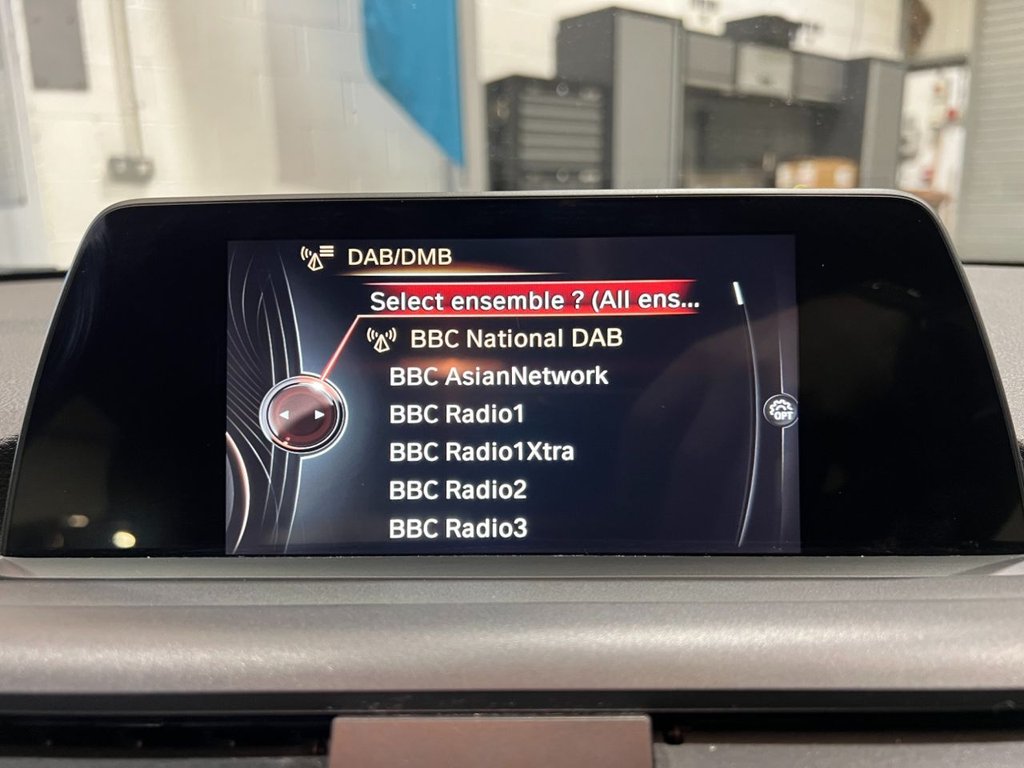 DAB/DMB
Select ensemble ? (All ens...
BBC National DAB
BBC AsianNetwork
BBC Radio1
BBC Radio1Xtra
BBC Radio2
BBC Radio3
OPT